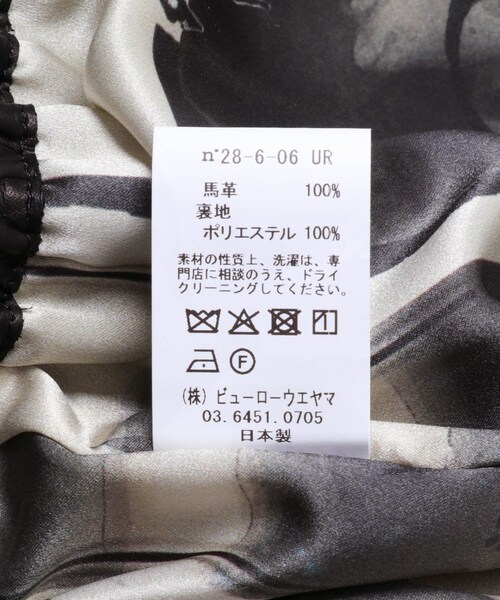 n°28-6-06 UR
馬革 100%
裏地
ポリエステル 100%
素材の性質上、洗濯は、専
門店に相談のうえ、ドライ
クリーニングしてください。
F
(株) ビューローウエヤマ
03.6451.0705
日本製